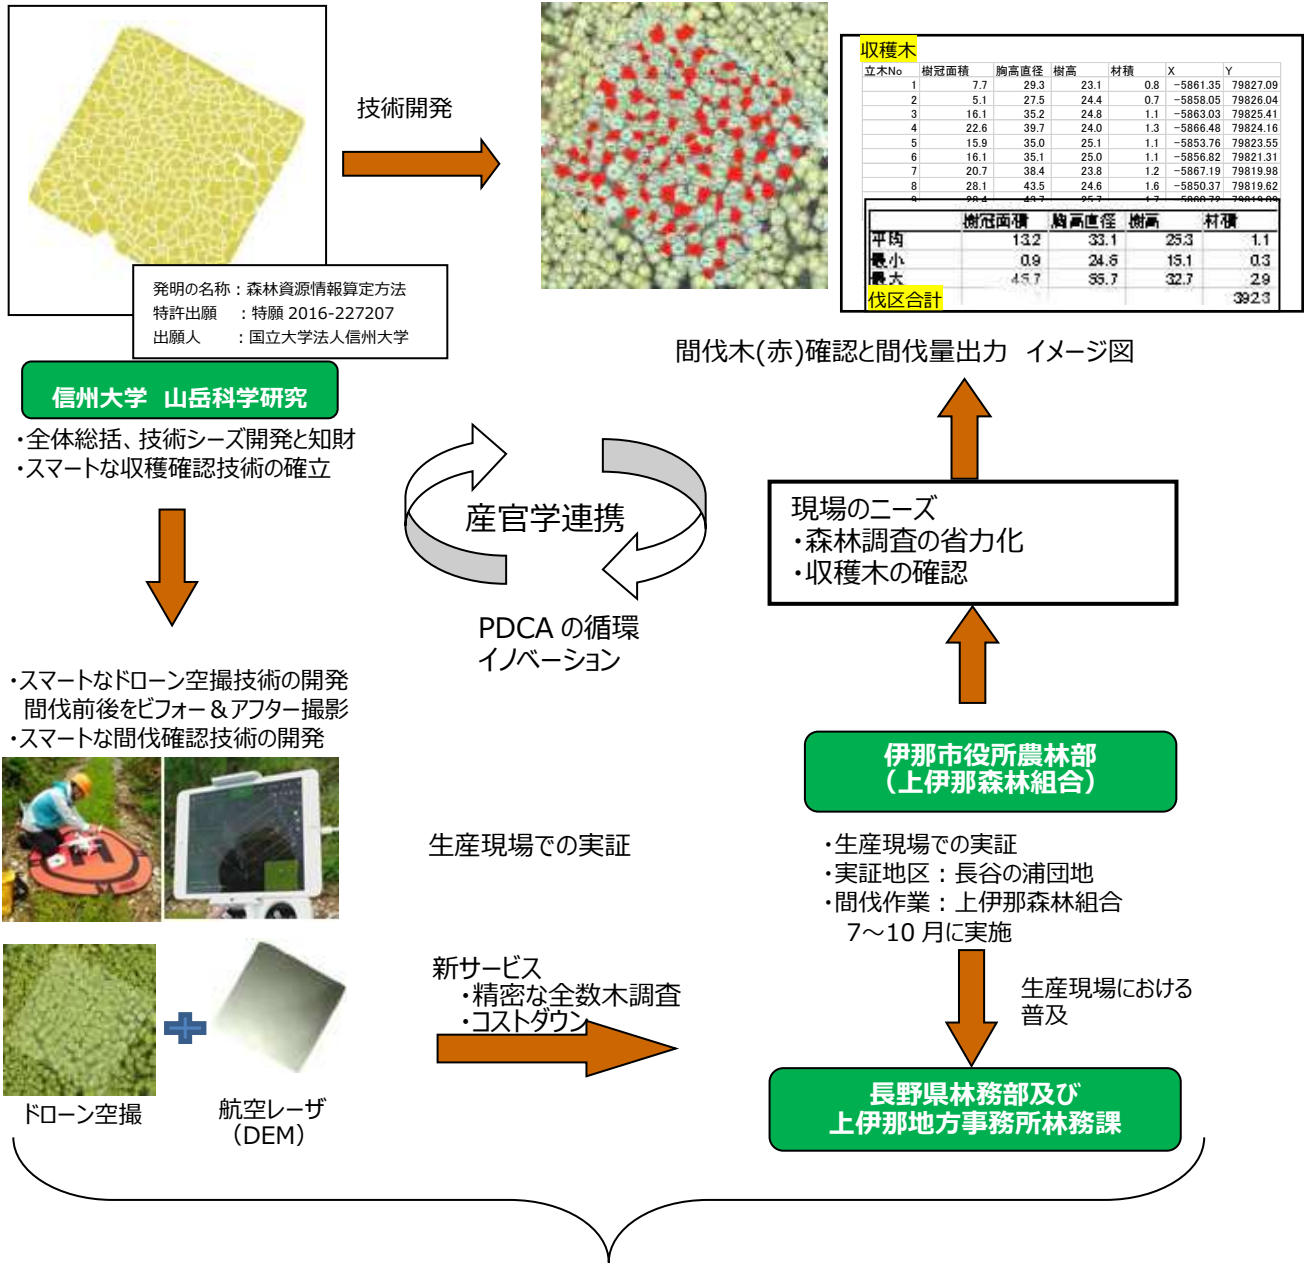 技術開発
発明の名称：森林資源情報算定方法
特許出願　：特願 2016-227207
出願人　　：国立大学法人信州大学
収穫木
立木No 樹冠面積 胸高直径 樹高 材積 X Y
1 7.7 29.3 23.1 0.8 -5861.35 79827.09
2 5.1 27.5 24.4 0.7 -5858.05 79826.04
3 16.1 35.2 24.8 1.1 -5863.03 79825.41
4 22.6 39.7 24.0 1.3 -5866.48 79824.16
5 15.9 35.0 25.1 1.1 -5853.76 79823.55
6 16.1 35.1 25.0 1.1 -5856.82 79821.31
7 20.7 38.4 23.8 1.2 -5867.19 79819.98
8 28.1 43.5 24.6 1.6 -5850.37 79819.62
9 28.4 43.7 25.7 1.7 -5860.72 79819.09
樹冠面積 胸高直径 樹高 材積
平均 13.2 33.1 25.3 1.1
最小 0.9 24.6 15.1 0.3
最大 45.7 55.7 32.7 2.9
伐区合計 392.3
間伐木(赤)確認と間伐量出力　イメージ図
信州大学　山岳科学研究
・全体総括、技術シーズ開発と知財
・スマートな収穫確認技術の確立
産官学連携
PDCA の循環
イノベーション
現場のニーズ
・森林調査の省力化
・収穫木の確認
・スマートなドローン空撮技術の開発
間伐前後をビフォー＆アフター撮影
・スマートな間伐確認技術の開発
伊那市役所農林部
（上伊那森林組合）
生産現場での実証
・生産現場での実証
・実証地区：長谷の浦団地
・間伐作業：上伊那森林組合
7～10 月に実施
新サービス
・精密な全数木調査
・コストダウン
生産現場における
普及
ドローン空撮
航空レーザ
（DEM）
長野県林務部及び
上伊那地方事務所林務課